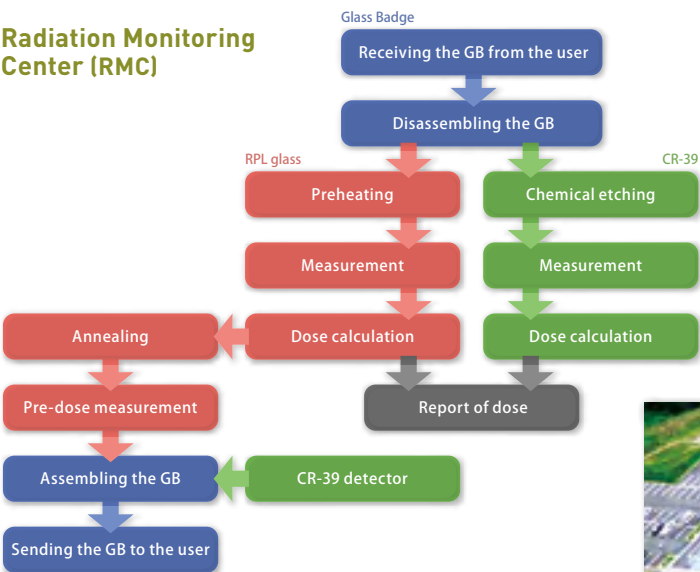 Radiation Monitoring
Center (RMC)
Glass Badge
Receiving the GB from the user
Disassembling the GB
RPL glass
CR-39
Preheating
Chemical etching
Measurement
Measurement
Annealing
Dose calculation
Dose calculation
Pre-dose measurement
Report of dose
Assembling the GB
CR-39 detector
Sending the GB to the user